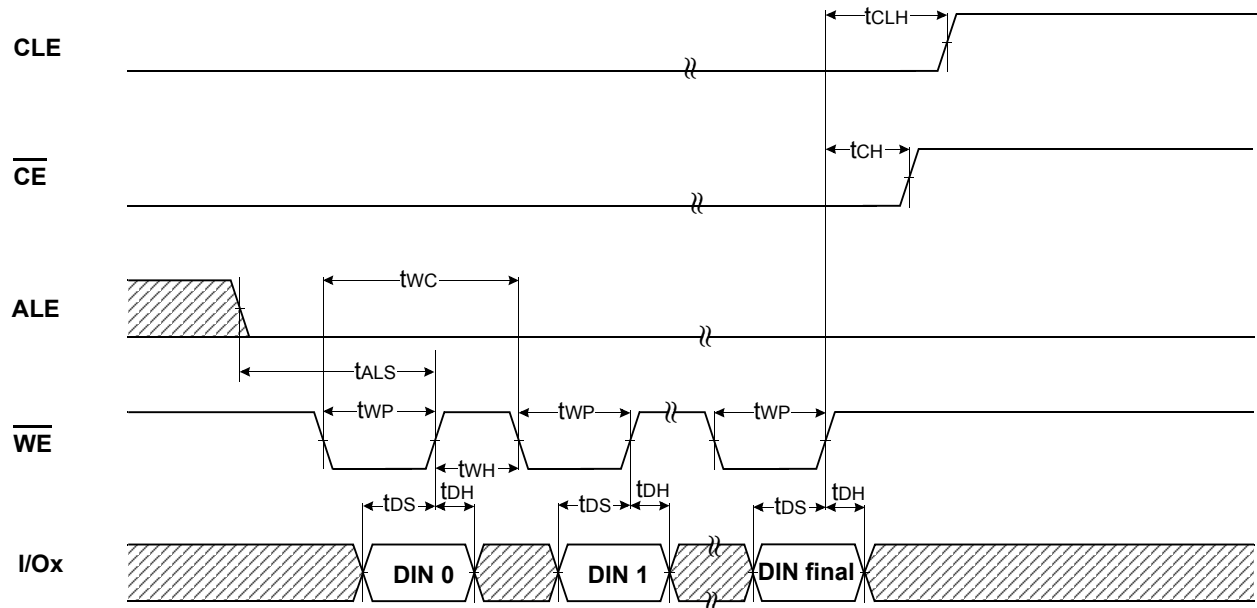 tCLH
CLE
tCH
CE
tWC
ALE
tALS
tWP tWP tWP
WE
tWH
tDS tDH tDS tDH tDS tDH
I/Ox DIN 0 DIN 1 DIN final